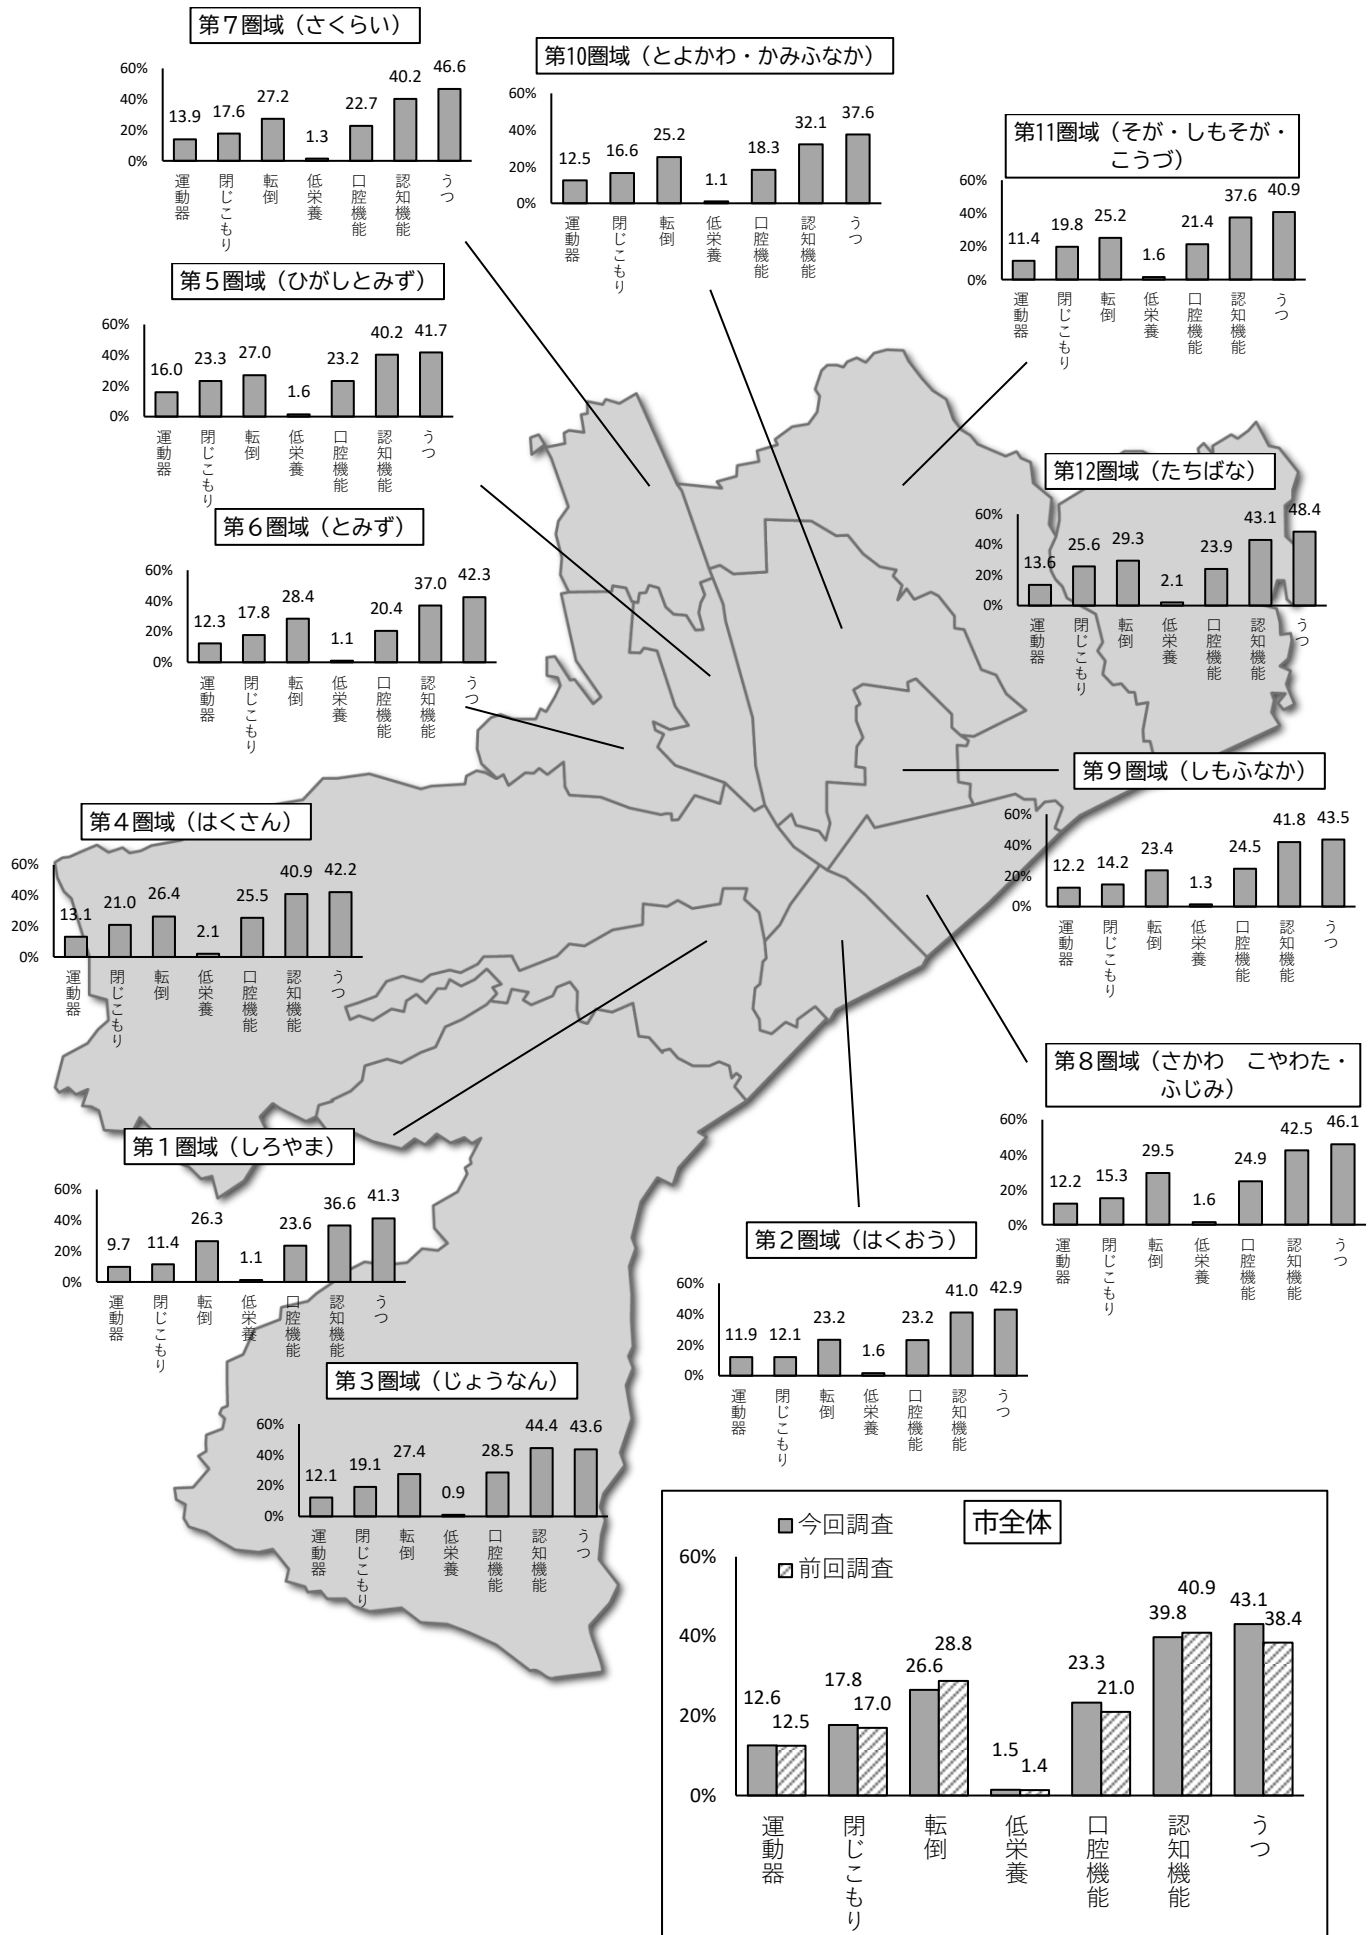 第７圏域（さくらい）
60%
40%
20%
0%
13.9
17.6
27.2
1.3
22.7
40.2
46.6
運動器
閉じこもり
転倒
低栄養
口腔機能
認知機能
うつ
第10圏域（とよかわ・かみふなか）
60%
40%
20%
0%
12.5
16.6
25.2
1.1
18.3
32.1
37.6
運動器
閉じこもり
転倒
低栄養
口腔機能
認知機能
うつ
第11圏域（そが・しもそが・
こうづ）
60%
40%
20%
0%
11.4
19.8
25.2
1.6
21.4
37.6
40.9
運動器
閉じこもり
転倒
低栄養
口腔機能
認知機能
うつ
第５圏域（ひがしとみず）
60%
40%
20%
0%
16.0
23.3
27.0
1.6
23.2
40.2
41.7
運動器
閉じこもり
転倒
低栄養
口腔機能
認知機能
うつ
第12圏域（たちばな）
60%
40%
20%
0%
13.6
25.6
29.3
2.1
23.9
43.1
48.4
運動器
閉じこもり
転倒
低栄養
口腔機能
認知機能
うつ
第６圏域（とみず）
60%
40%
20%
0%
12.3
17.8
28.4
1.1
20.4
37.0
42.3
運動器
閉じこもり
転倒
低栄養
口腔機能
認知機能
うつ
第９圏域（しもふなか）
60%
40%
20%
0%
12.2
14.2
23.4
1.3
24.5
41.8
43.5
運動器
閉じこもり
転倒
低栄養
口腔機能
認知機能
うつ
第４圏域（はくさん）
60%
40%
20%
0%
13.1
21.0
26.4
2.1
25.5
40.9
42.2
運動器
閉じこもり
転倒
低栄養
口腔機能
認知機能
うつ
第８圏域（さかわ　こやわた・
ふじみ）
60%
40%
20%
0%
12.2
15.3
29.5
1.6
24.9
42.5
46.1
運動器
閉じこもり
転倒
低栄養
口腔機能
認知機能
うつ
第１圏域（しろやま）
60%
40%
20%
0%
9.7
11.4
26.3
1.1
23.6
36.6
41.3
運動器
閉じこもり
転倒
低栄養
口腔機能
認知機能
うつ
第２圏域（はくおう）
60%
40%
20%
0%
11.9
12.1
23.2
1.6
23.2
41.0
42.9
運動器
閉じこもり
転倒
低栄養
口腔機能
認知機能
うつ
第３圏域（じょうなん）
60%
40%
20%
0%
12.1
19.1
27.4
0.9
28.5
44.4
43.6
運動器
閉じこもり
転倒
低栄養
口腔機能
認知機能
うつ
市全体
今回調査
前回調査
60%
40%
20%
0%
12.6
12.5
17.8
17.0
26.6
28.8
1.5
1.4
23.3
21.0
39.8
40.9
43.1
38.4
運動器
閉じこもり
転倒
低栄養
口腔機能
認知機能
うつ